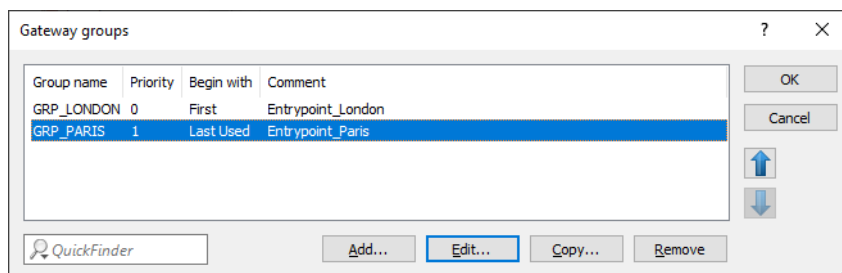 Gateway groups ?
Group name Priority Begin with Comment
GRP_LONDON 0 First Entrypoint_London
GRP_PARIS 1 Last Used Entrypoint_Paris
OK
Cancel
QuickFinder Add... Edit... Copy... Remove